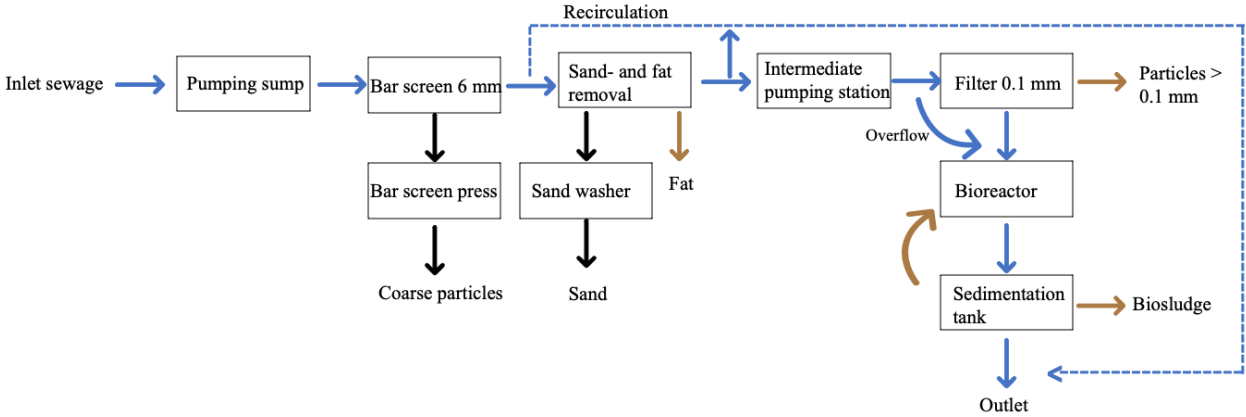 Recirculation
Inlet sewage
Pumping sump
Bar screen 6 mm
Sand- and fat
removal
Intermediate
pumping station
Filter 0.1 mm
Particles >
0.1 mm
Overflow
Bar screen press
Sand washer
Fat
Bioreactor
Coarse particles
Sand
Sedimentation
tank
Biosludge
Outlet